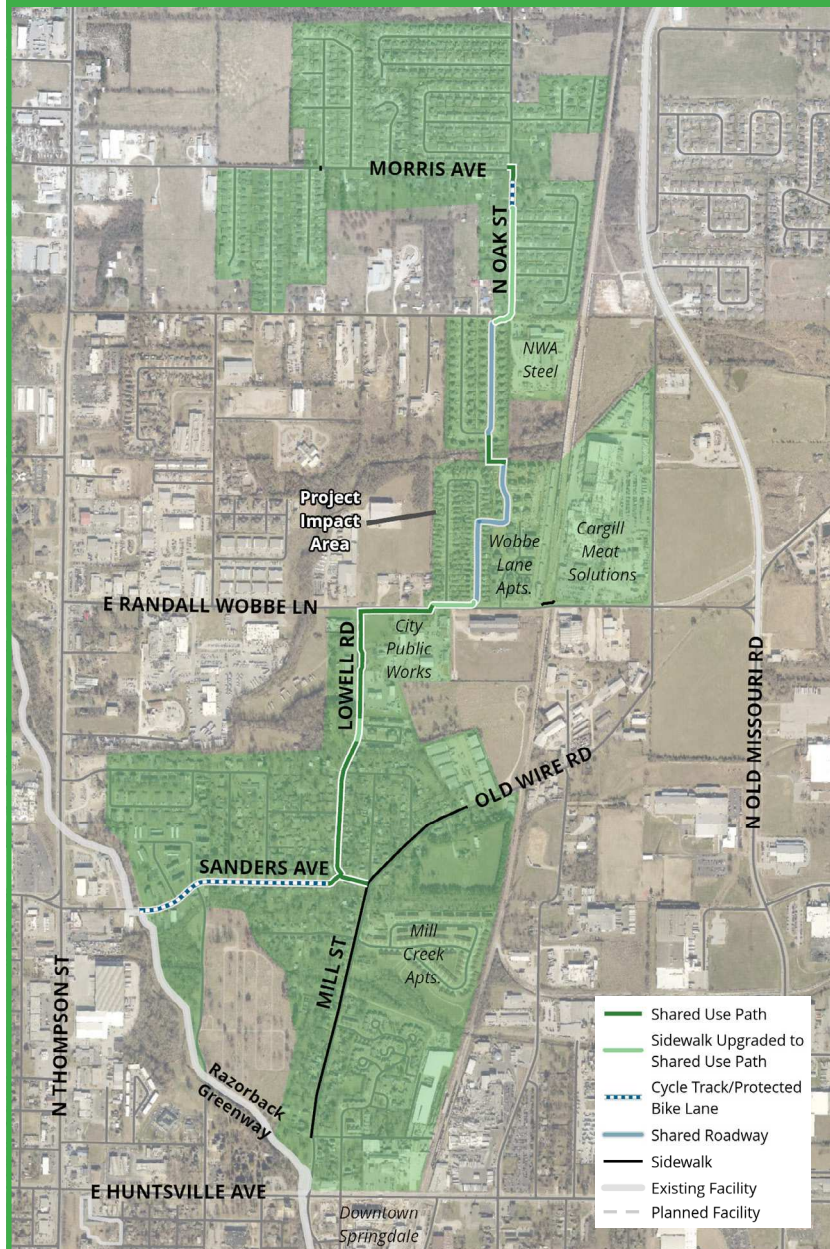 MORRIS AVE
N OAK ST
NWA
Steel
Project
Impact
Area
Wobbe
Lane
Apts.
Cargill
Meat
Solutions
E RANDALL WOBBE LN
City
Public
Works
LOWELL RD
N OLD MISSOURI RD
OLD WIRE RD
SANDERS AVE
MILL ST
Mill
Creek
Apts.
N THOMPSON ST
Razorback
Greenway
E HUNTSVILLE AVE
Downtown
Springdale
Shared Use Path
Sidewalk Upgraded to
Shared Use Path
Cycle Track/Protected
Bike Lane
Shared Roadway
Sidewalk
Existing Facility
Planned Facility